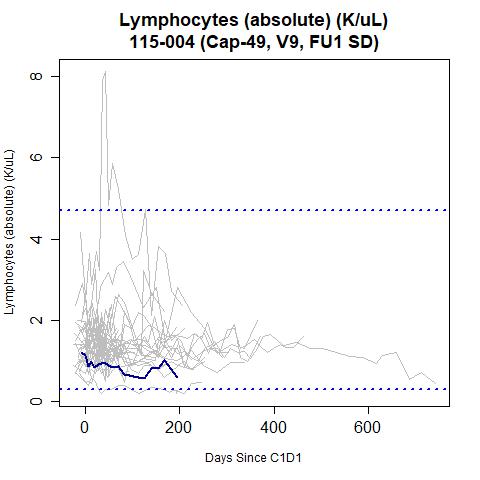 Lymphocytes (absolute) (K/uL)
115-004 (Cap-49, V9, FU1 SD)
Lymphocytes (absolute) (K/uL)
8
6
4
2
0
0 200 400 600
Days Since C1D1